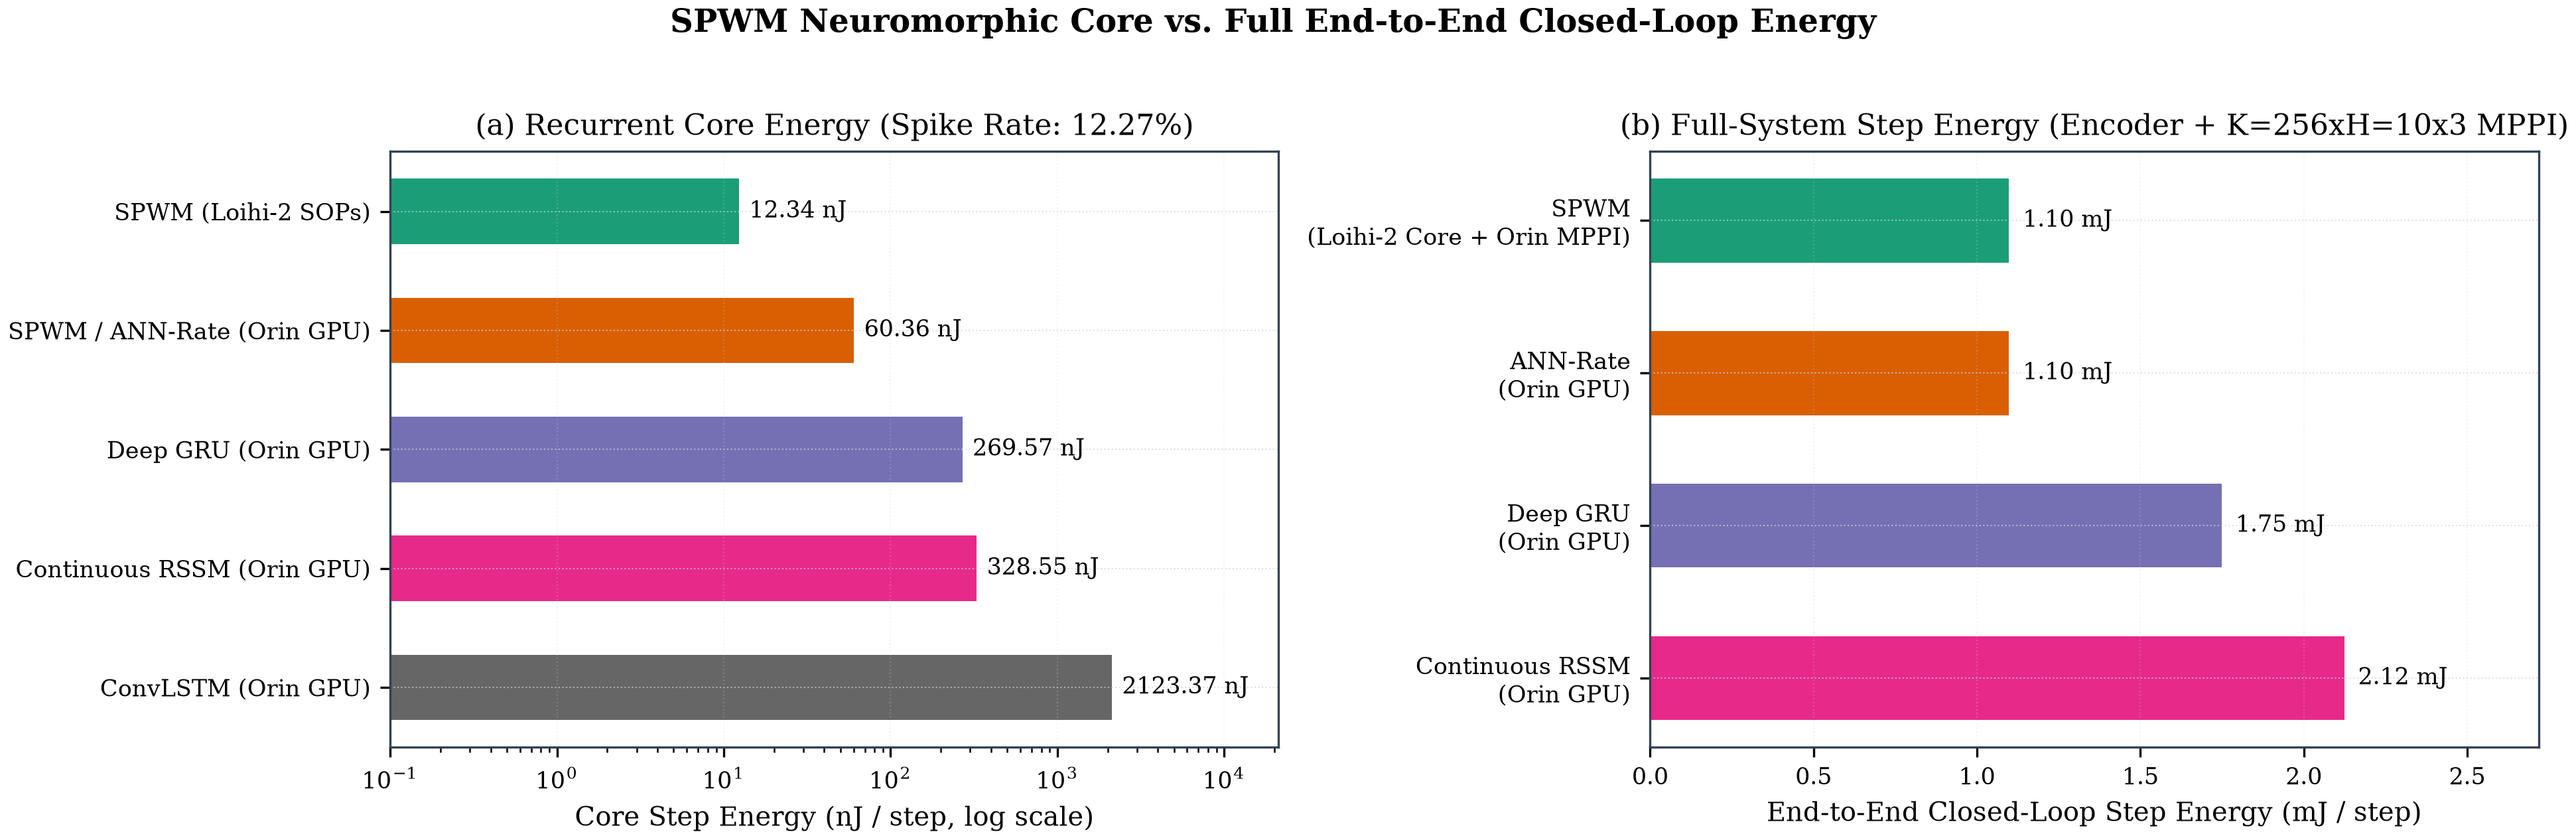 SPWM Neuromorphic Core vs. Full End-to-End Closed-Loop Energy
(a) Recurrent Core Energy (Spike Rate: 12.27%)
SPWM (Loihi-2 SOPs)
12.34 nJ
SPWM / ANN-Rate (Orin GPU)
60.36 nJ
Deep GRU (Orin GPU)
269.57 nJ
Continuous RSSM (Orin GPU)
328.55 nJ
ConvLSTM (Orin GPU)
2123.37 nJ
10⁻¹ 10⁰ 10¹ 10² 10³ 10⁴
Core Step Energy (nJ / step, log scale)
(b) Full-System Step Energy (Encoder + K=256xH=10x3 MPPI)
SPWM
(Loihi-2 Core + Orin MPPI)
1.10 mJ
ANN-Rate
(Orin GPU)
1.10 mJ
Deep GRU
(Orin GPU)
1.75 mJ
Continuous RSSM
(Orin GPU)
2.12 mJ
0.0 0.5 1.0 1.5 2.0 2.5
End-to-End Closed-Loop Step Energy (mJ / step)